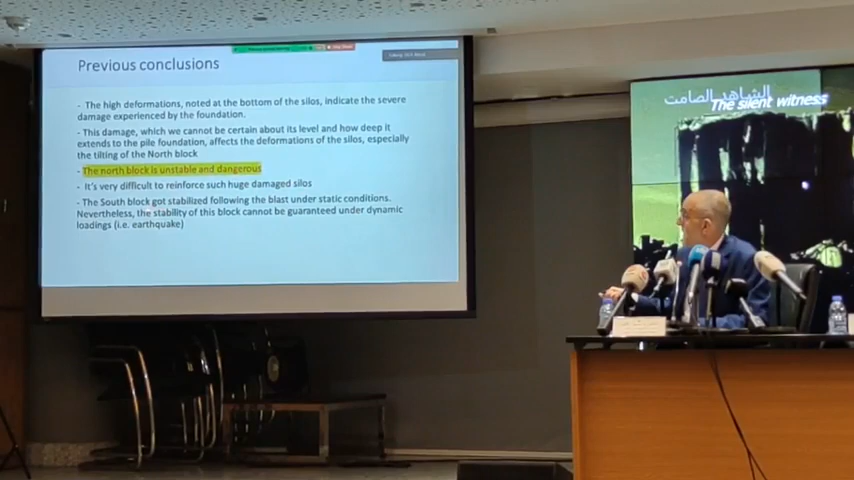 Previous conclusions
- The high deformations, noted at the bottom of the silos, indicate the severe
damage experienced by the foundation.
- This damage, which we cannot be certain about its level and how deep it
extends to the pile foundation, affects the deformations of the silos, especially
the tilting of the North block
- The north block is unstable and dangerous
- It's very difficult to reinforce such huge damaged silos
- The South block got stabilized following the blast under static conditions.
Nevertheless, the stability of this block cannot be guaranteed under dynamic
loadings (i.e. earthquake)
الشاهد الصامت
The silent witness